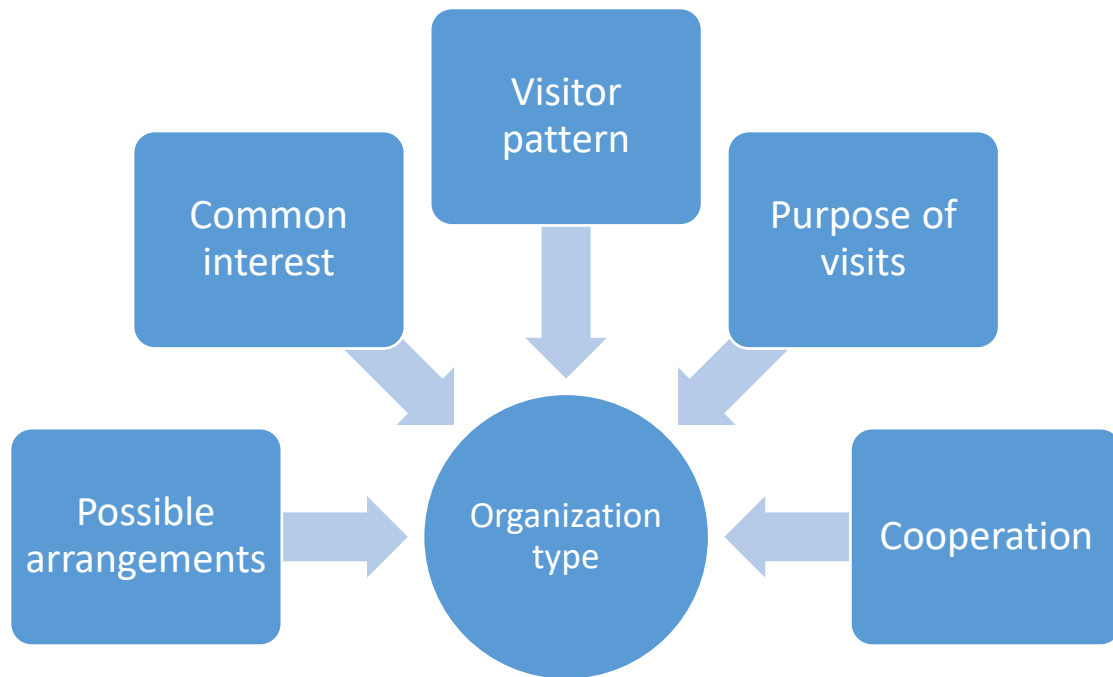 Visitor
pattern
Common
interest
Purpose of
visits
Possible
arrangements
Organization
type
Cooperation